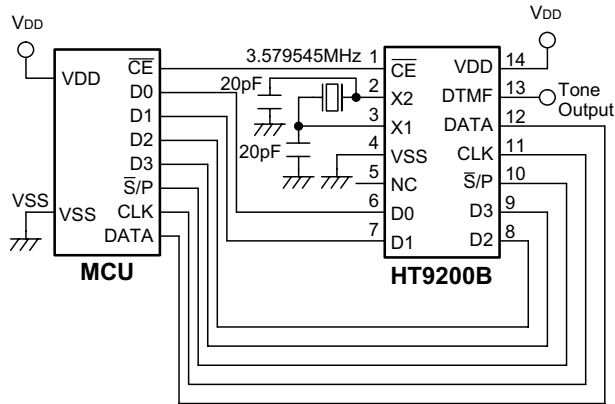 VDD
VDD
VSS
VSS
CE
D0
D1
D2
D3
S/P
CLK
DATA
MCU
3.579545MHz
20pF
20pF
1
2
3
4
5
6
7
CE
X2
X1
VSS
NC
D0
D1
VDD
DTMF
DATA
CLK
S/P
D3
D2
14
13
12
11
10
9
8
HT9200B
VDD
Tone
Output